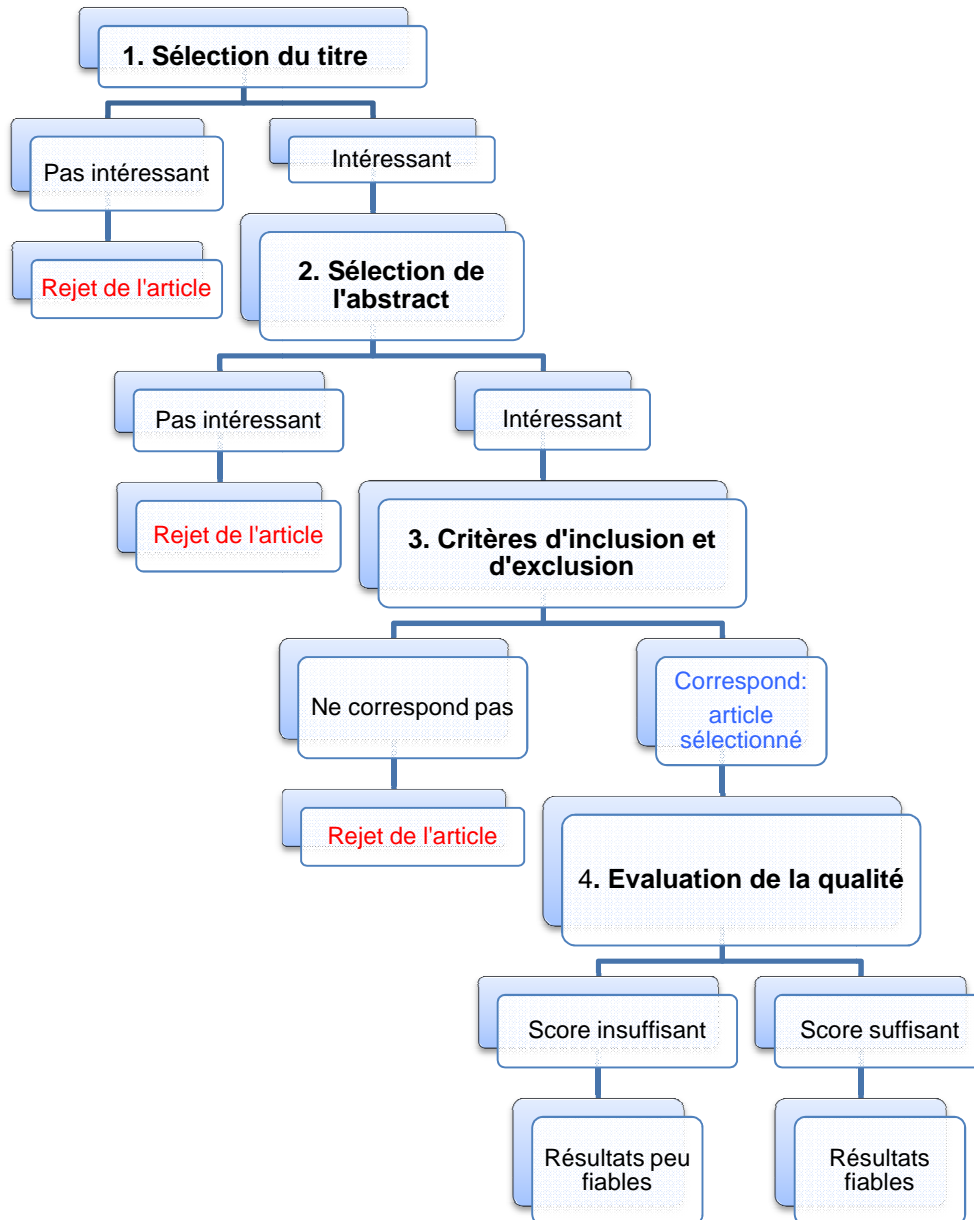 1. Sélection du titre
Pas intéressant
Intéressant
Rejet de l'article
2. Sélection de
l'abstract
Pas intéressant
Intéressant
Rejet de l'article
3. Critères d'inclusion et
d'exclusion
Ne correspond pas
Correspond:
article
sélectionné
Rejet de l'article
4. Evaluation de la qualité
Score insuffisant
Score suffisant
Résultats peu
fiables
Résultats
fiables